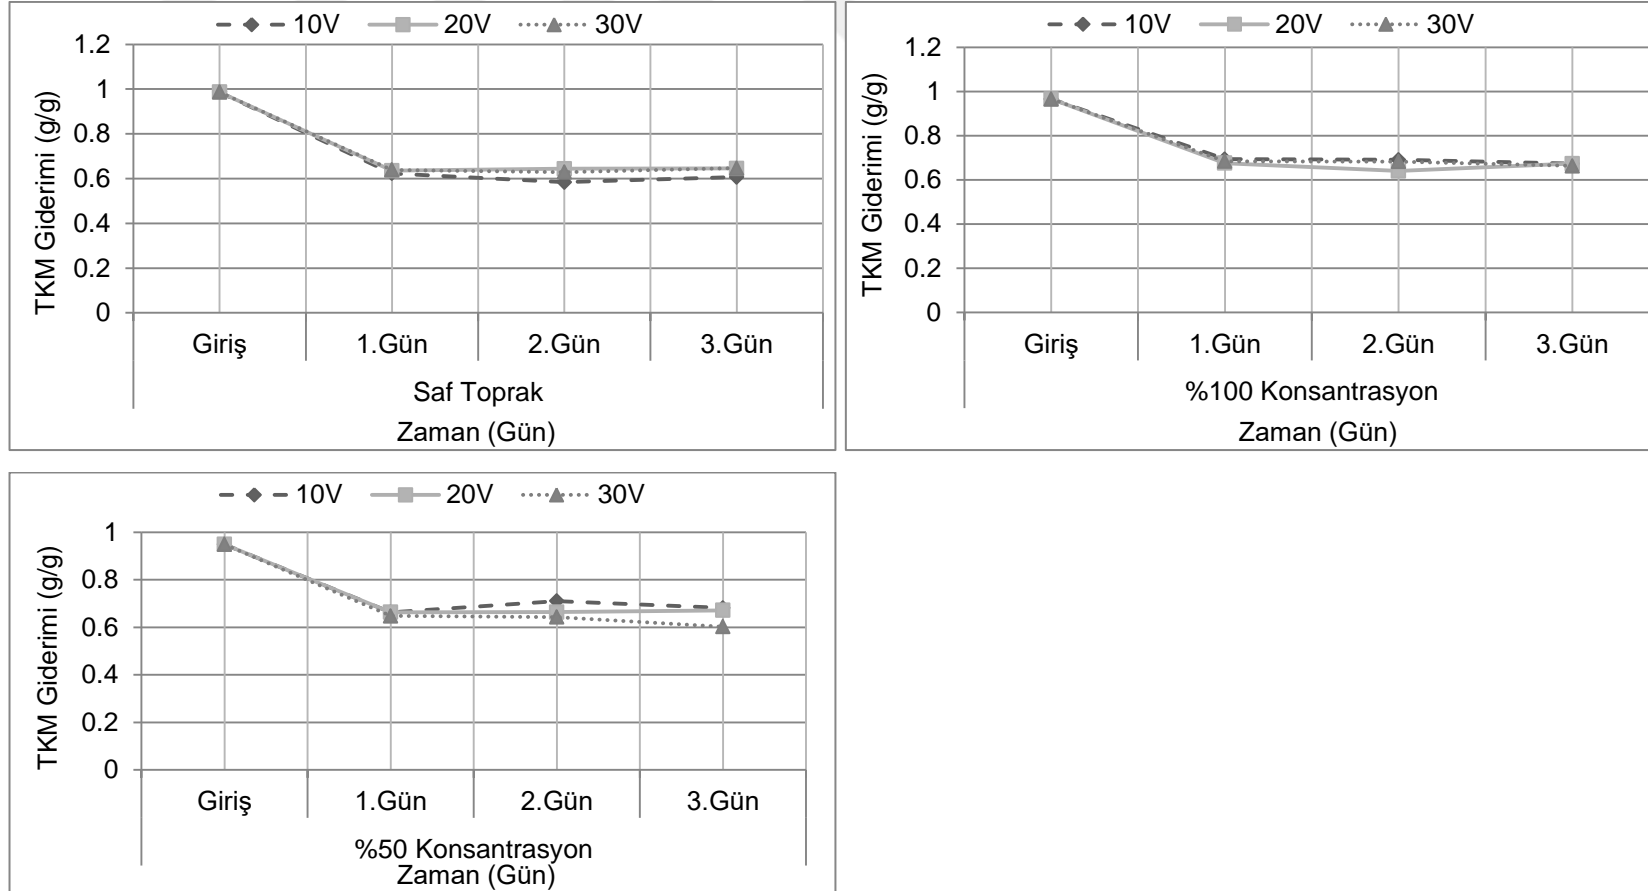 10V 20V 30V
TKM Giderimi (g/g)
1.2
1
0.8
0.6
0.4
0.2
0
Giriş 1.Gün 2.Gün 3.Gün
Saf Toprak
Zaman (Gün)
10V 20V 30V
TKM Giderimi (g/g)
1.2
1
0.8
0.6
0.4
0.2
0
Giriş 1.Gün 2.Gün 3.Gün
%100 Konsantrasyon
Zaman (Gün)
10V 20V 30V
TKM Giderimi (g/g)
1
0.8
0.6
0.4
0.2
0
Giriş 1.Gün 2.Gün 3.Gün
%50 Konsantrasyon
Zaman (Gün)